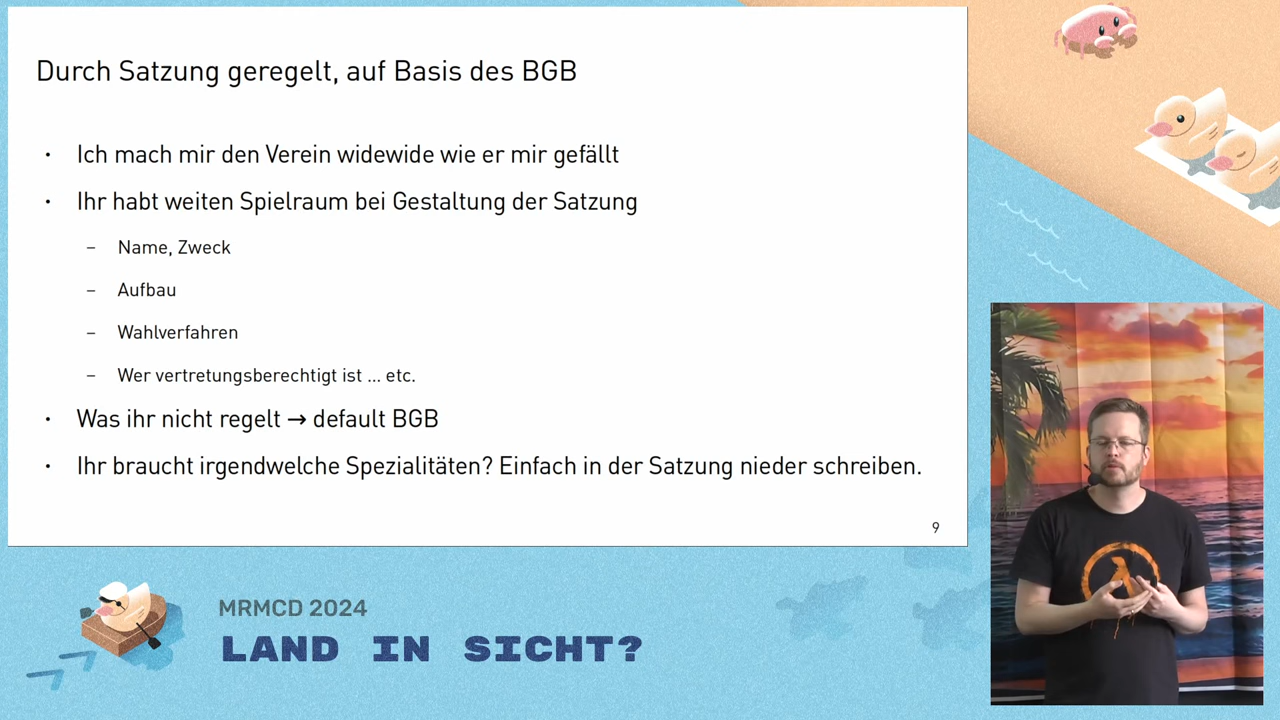 Durch Satzung geregelt, auf Basis des BGB
• Ich mach mir den Verein widewide wie er mir gefällt
• Ihr habt weiten Spielraum bei Gestaltung der Satzung
– Name, Zweck
– Aufbau
– Wahlverfahren
– Wer vertretungsberechtigt ist ... etc.
• Was ihr nicht regelt → default BGB
• Ihr braucht irgendwelche Spezialitäten? Einfach in der Satzung nieder schreiben.
9
MRMCD 2024
LAND IN SICHT?